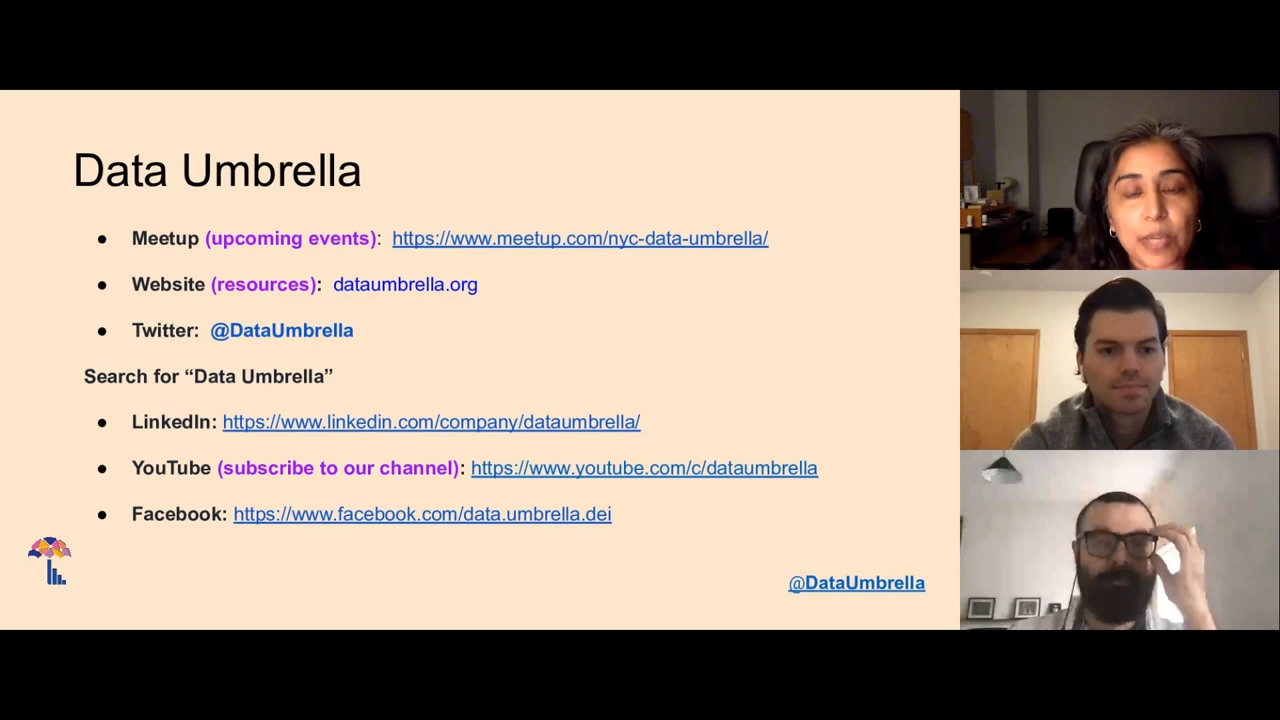 Data Umbrella
● Meetup (upcoming events): https://www.meetup.com/nyc-data-umbrella/
● Website (resources): dataumbrella.org
● Twitter: @DataUmbrella
Search for “Data Umbrella”
● LinkedIn: https://www.linkedin.com/company/dataumbrella/
● YouTube (subscribe to our channel): https://www.youtube.com/c/dataumbrella
● Facebook: https://www.facebook.com/data.umbrella.dei
@DataUmbrella